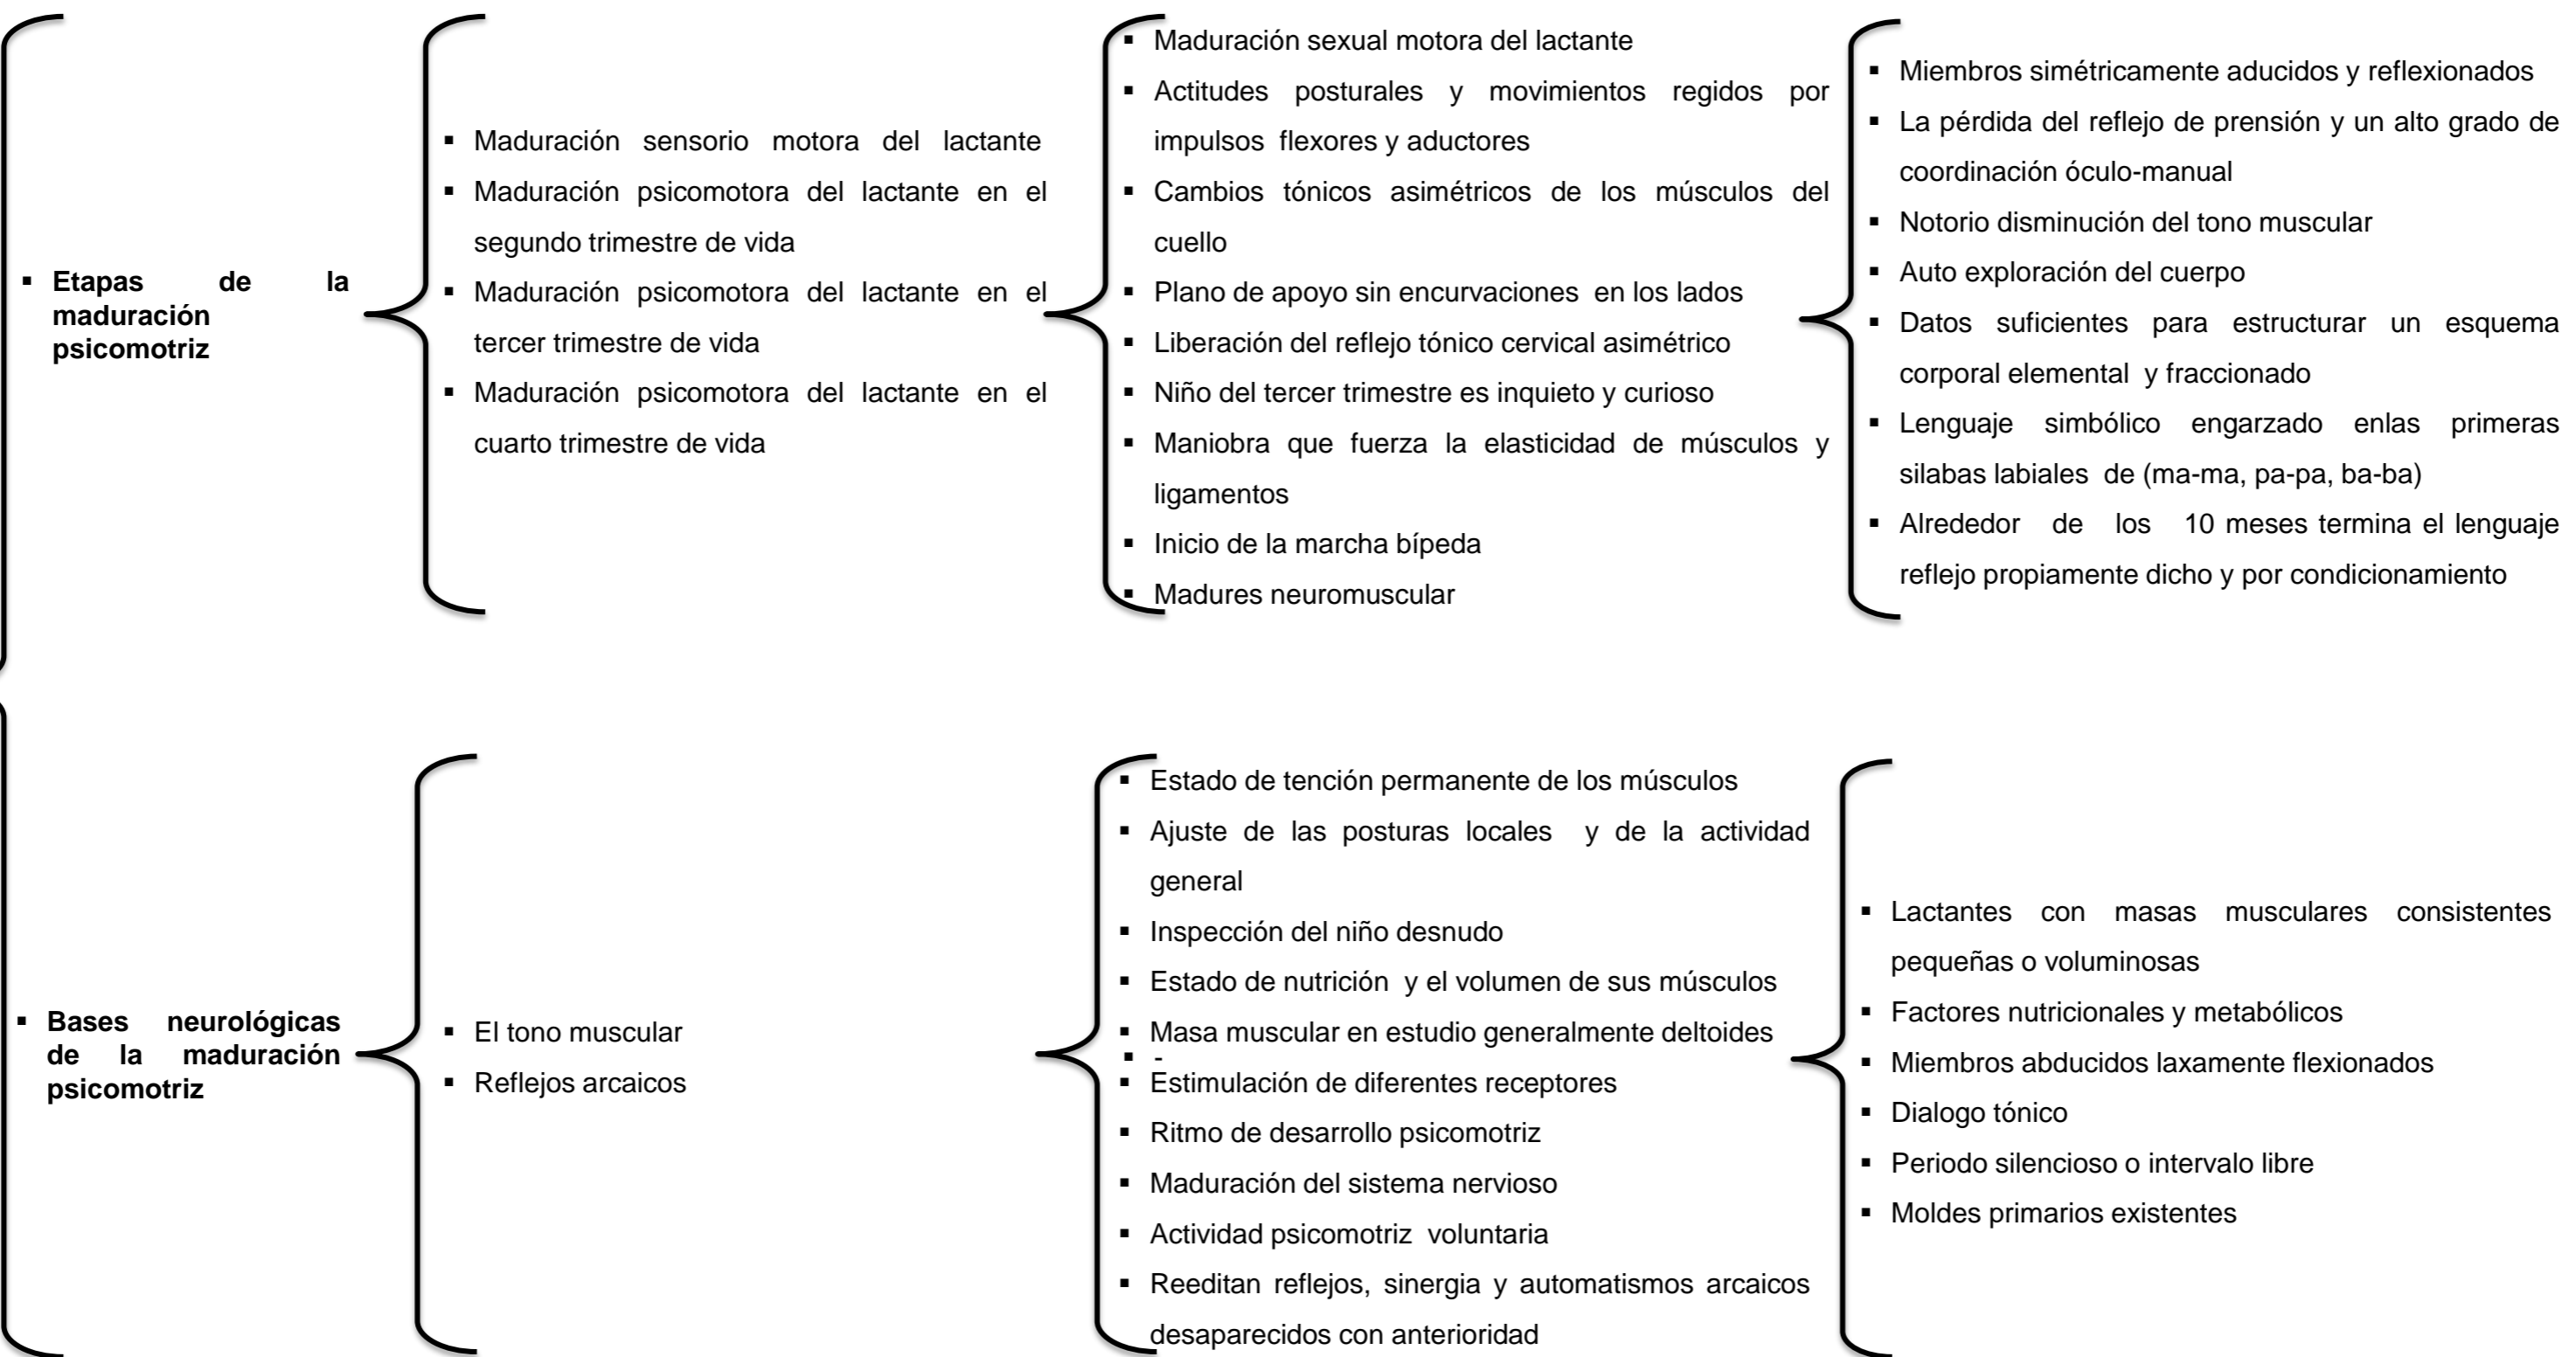 ▪ Etapas de la
maduración
psicomotriz
▪ Maduración sensorio motora del lactante
▪ Maduración psicomotora del lactante en el
segundo trimestre de vida
▪ Maduración psicomotora del lactante en el
tercer trimestre de vida
▪ Maduración psicomotora del lactante en el
cuarto trimestre de vida
▪ Maduración sexual motora del lactante
▪ Actitudes posturales y movimientos regidos por
impulsos flexores y aductores
▪ Cambios tónicos asimétricos de los músculos del
cuello
▪ Plano de apoyo sin encurvaciones en los lados
▪ Liberación del reflejo tónico cervical asimétrico
▪ Niño del tercer trimestre es inquieto y curioso
▪ Maniobra que fuerza la elasticidad de músculos y
ligamentos
▪ Inicio de la marcha bípeda
▪ Madures neuromuscular
▪ Miembros simétricamente aducidos y reflexionados
▪ La pérdida del reflejo de prensión y un alto grado de
coordinación óculo-manual
▪ Notorio disminución del tono muscular
▪ Auto exploración del cuerpo
▪ Datos suficientes para estructurar un esquema
corporal elemental y fraccionado
▪ Lenguaje simbólico engarzado enlas primeras
silabas labiales de (ma-ma, pa-pa, ba-ba)
▪ Alrededor de los 10 meses termina el lenguaje
reflejo propiamente dicho y por condicionamiento
▪ Bases neurológicas
de la maduración
psicomotriz
▪ El tono muscular
▪ Reflejos arcaicos
▪ Estado de tención permanente de los músculos
▪ Ajuste de las posturas locales y de la actividad
general
▪ Inspección del niño desnudo
▪ Estado de nutrición y el volumen de sus músculos
▪ Masa muscular en estudio generalmente deltoides
▪ -
▪ Estimulación de diferentes receptores
▪ Ritmo de desarrollo psicomotriz
▪ Maduración del sistema nervioso
▪ Actividad psicomotriz voluntaria
▪ Reeditan reflejos, sinergia y automatismos arcaicos
desaparecidos con anterioridad
▪ Lactantes con masas musculares consistentes
pequeñas o voluminosas
▪ Factores nutricionales y metabólicos
▪ Miembros abducidos laxamente flexionados
▪ Dialogo tónico
▪ Periodo silencioso o intervalo libre
▪ Moldes primarios existentes